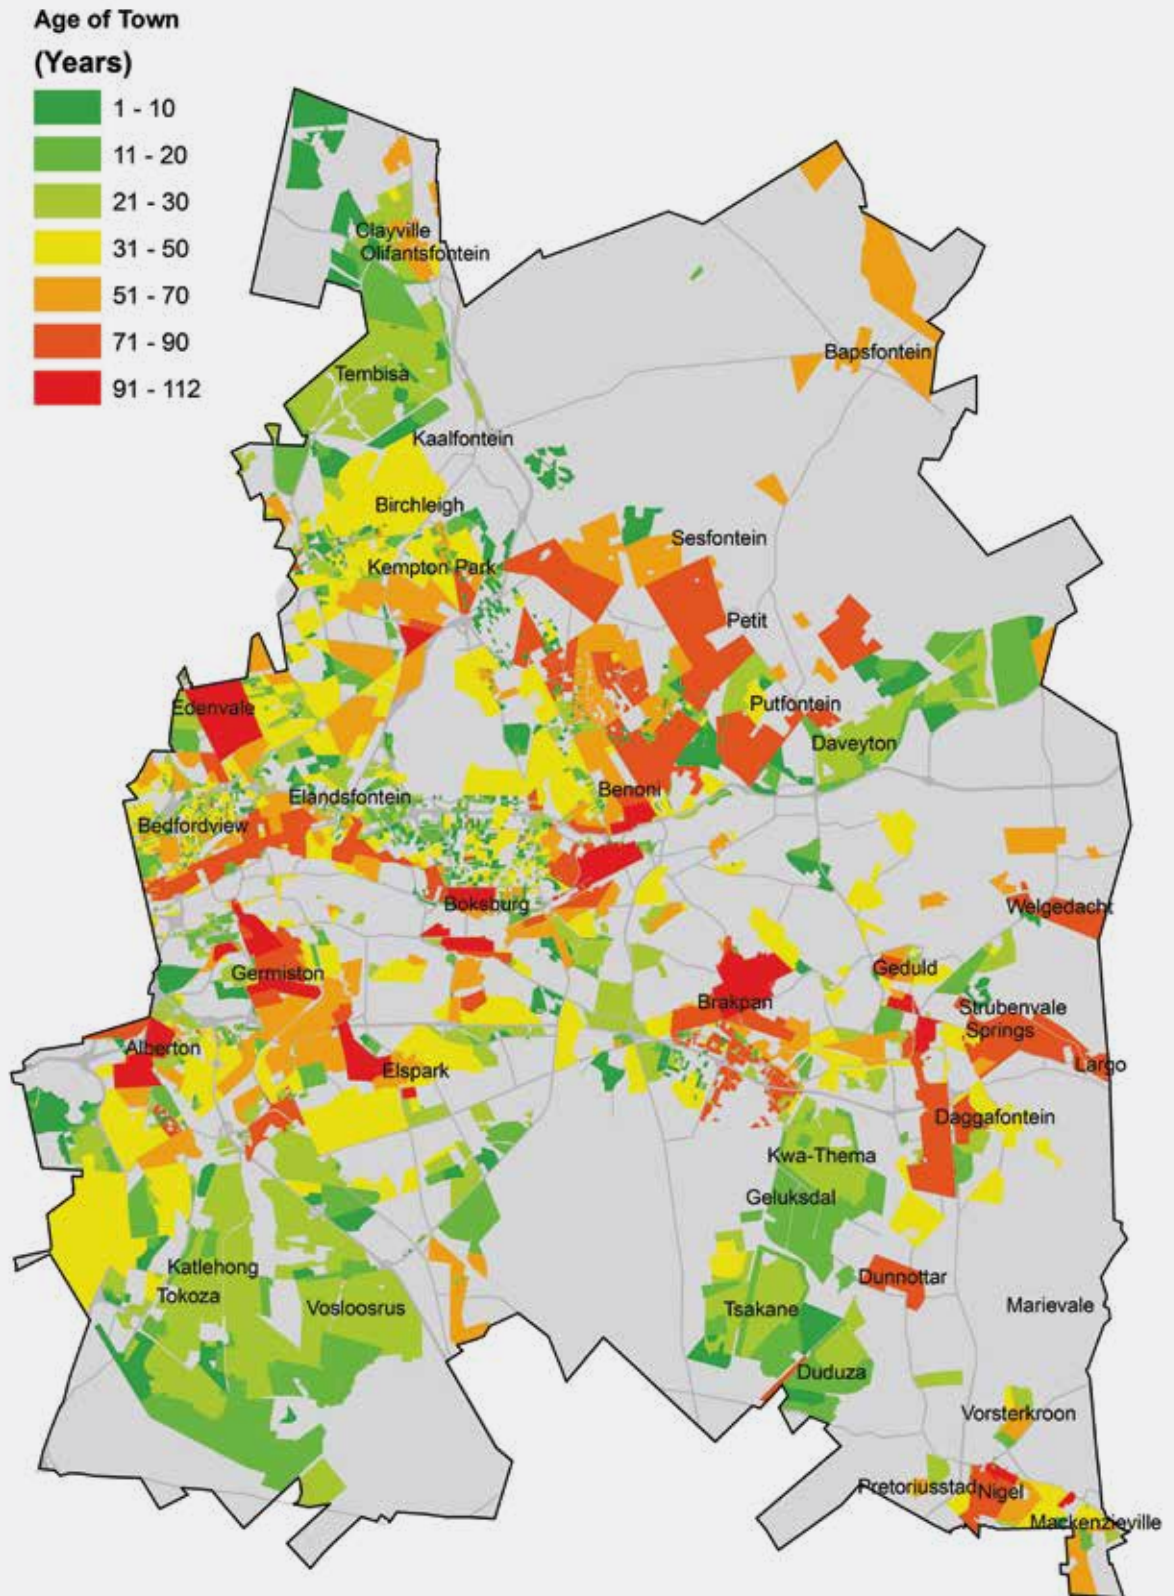 Age of Town
(Years)
1 - 10
11 - 20
21 - 30
31 - 50
51 - 70
71 - 90
91 - 112
Clayville
Olifantsfontein
Bapsfontein
Tembisa
Kaalfontein
Birchleigh
Sesfontein
Kempton Park
Petit
Edenvale
Putfontein
Daveyton
Elandsfontein
Benoni
Bedfordview
Boksburg
Welgedacht
Germiston
Geduld
Brakpan
Strubenvale
Springs
Alberton
Elspark
Largo
Daggafontein
Kwa-Thema
Geluksdal
Katlehong
Dunnottar
Tokoza
Vosloosrus
Tsakane
Marievale
Duduza
Vorsterkroon
Pretoriusstad
Nigel
Mackenzieville